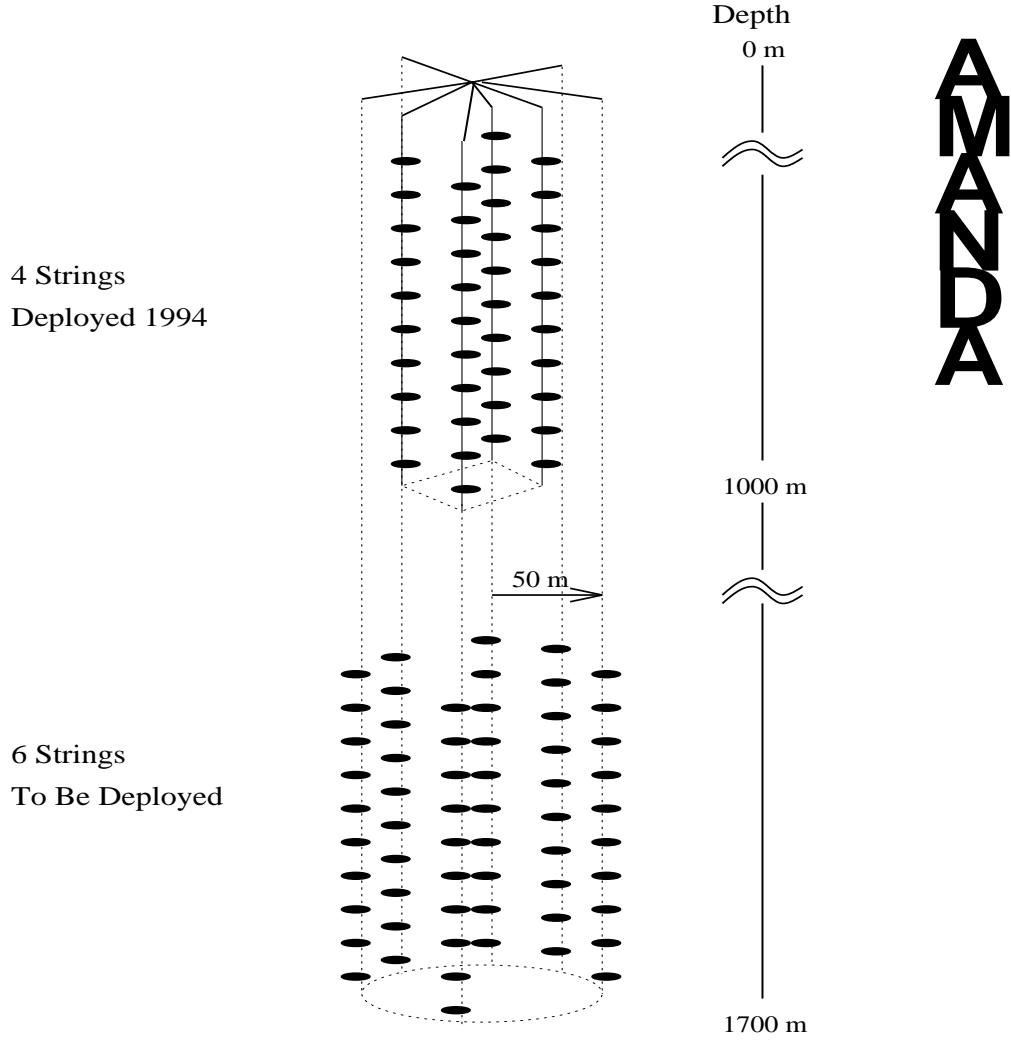 Depth
0 m
A
M
A
N
D
A
4 Strings
Deployed 1994
1000 m
50 m
6 Strings
To Be Deployed
1700 m